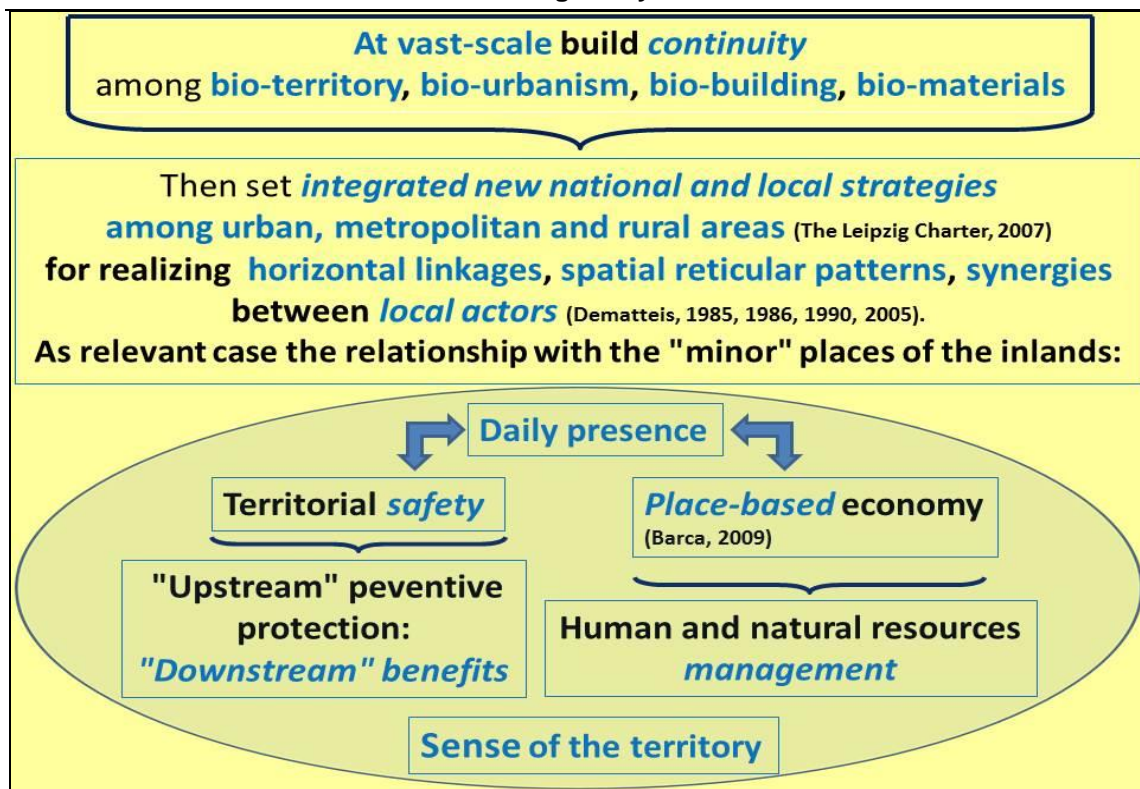 At vast-scale build continuity
among bio-territory, bio-urbanism, bio-building, bio-materials
Then set integrated new national and local strategies
among urban, metropolitan and rural areas (The Leipzig Charter, 2007)
for realizing horizontal linkages, spatial reticular patterns, synergies
between local actors (Dematteis, 1985, 1986, 1990, 2005).
As relevant case the relationship with the "minor" places of the inlands:
Daily presence
Territorial safety
Place-based economy
(Barca, 2009)
"Upstream" peventive
protection:
"Downstream" benefits
Human and natural resources
management
Sense of the territory